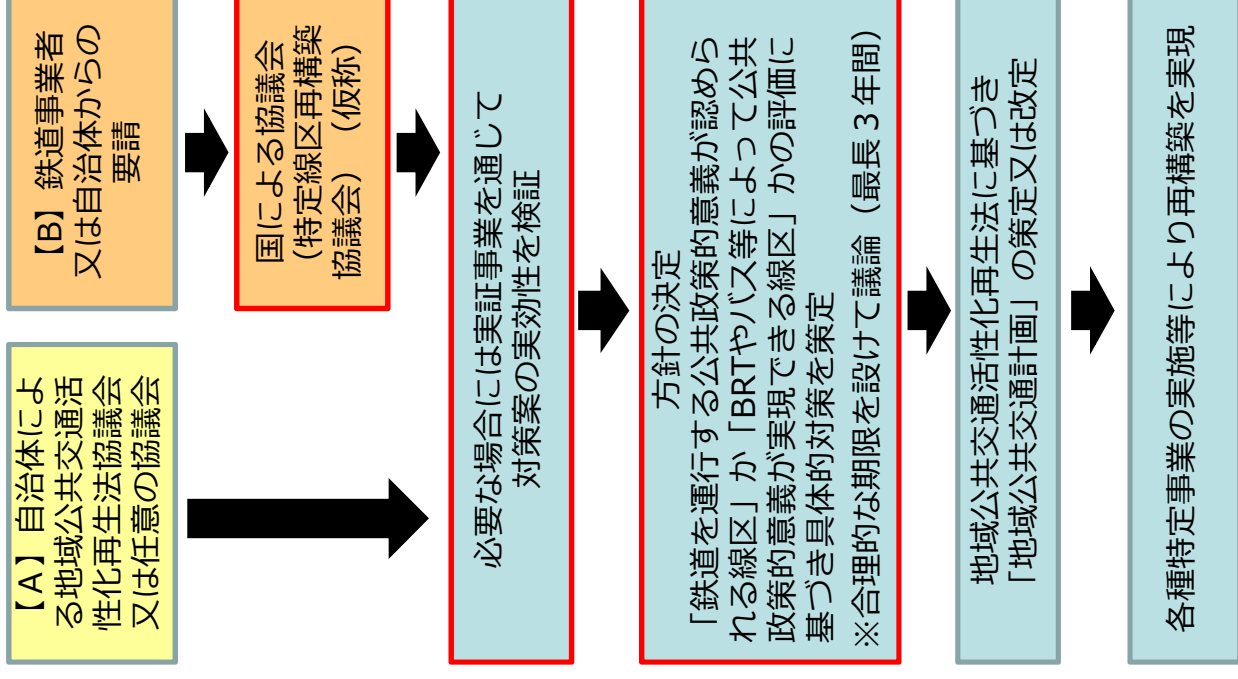 【A】自治体によ
る地域公共交通活
性化再生法協議会
又は任意の協議会
【B】鉄道事業者
又は自治体からの
要請
国による協議会
（特定線区再構築
協議会）（仮称）
必要な場合には実証事業を通じて
対策案の実効性を検証
方針の決定
「鉄道を運行する公共政策的意義が認めら
れる線区」か「BRTやバス等によって公共
政策的意義が実現できる線区」かの評価に
基づき具体的対策を策定
※合理的な期限を設けて議論（最長３年間）
地域公共交通活性化再生法に基づき
「地域公共交通計画」の策定又は改定
各種特定事業の実施等により再構築を実現